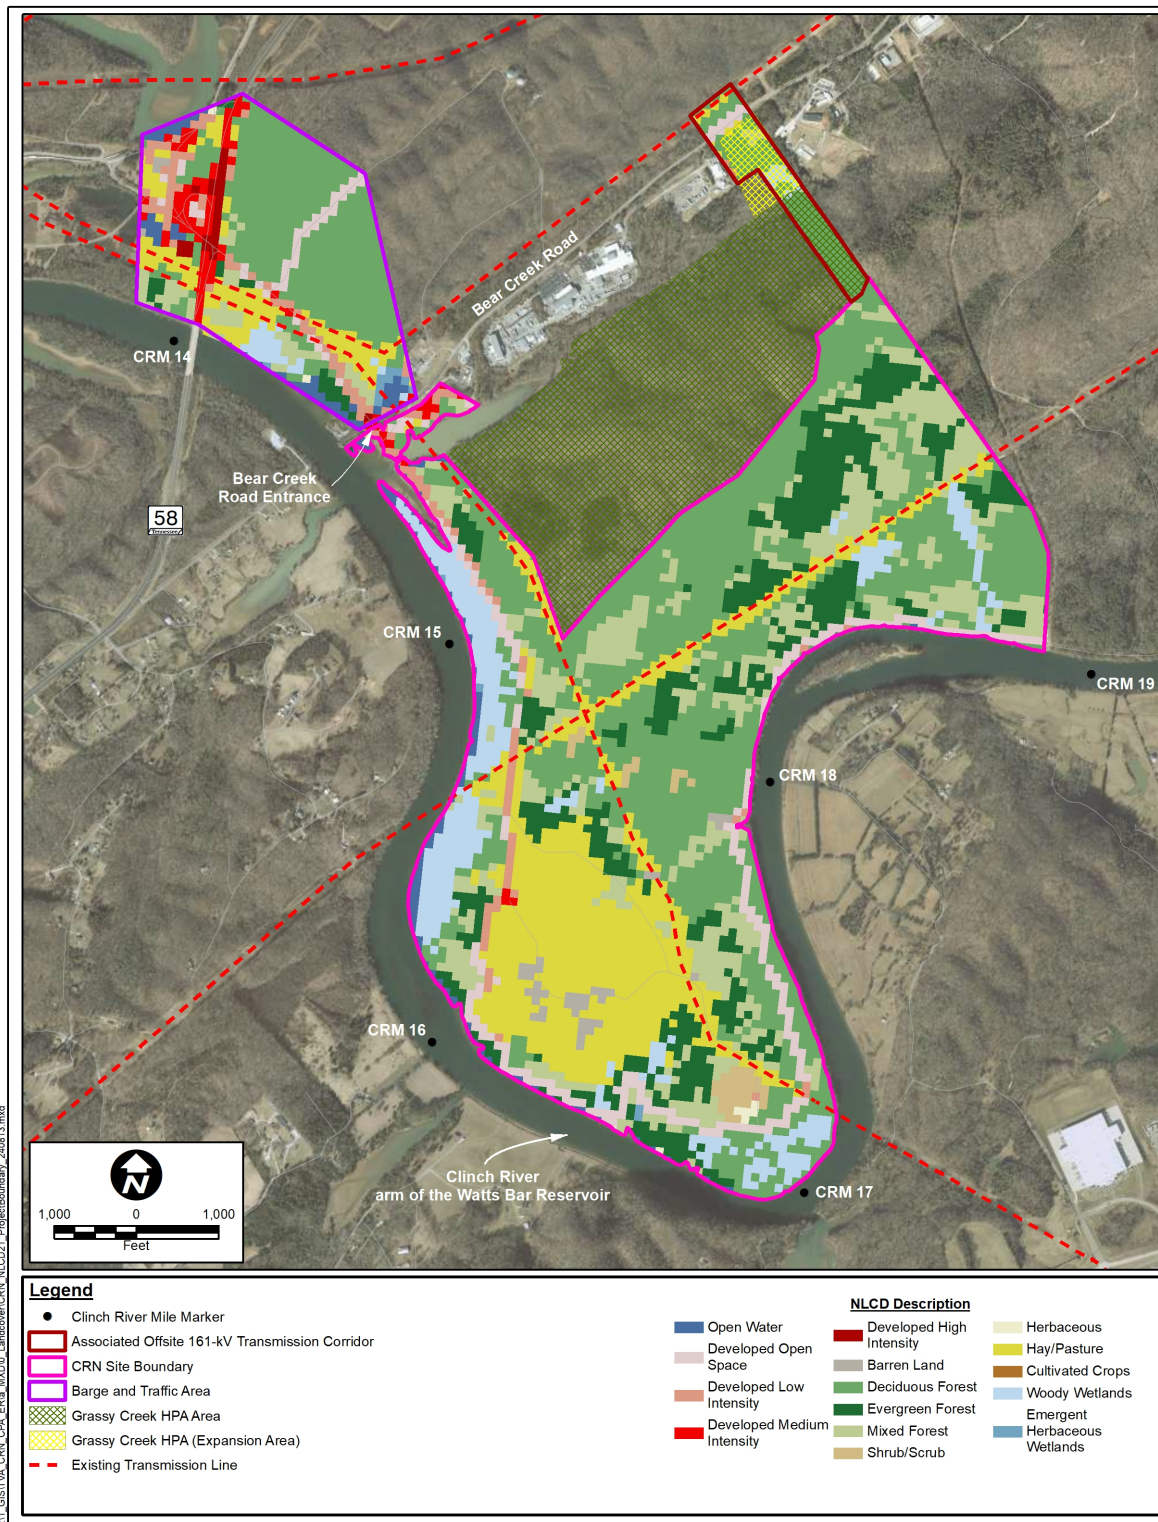 Bear Creek Road
CRM 14
Bear Creek
Road Entrance
58
Tennessee
CRM 15
CRM 19
CRM 18
CRM 16
Clinch River
arm of the Watts Bar Reservoir
CRM 17
N
1,000 0 1,000
Feet
Legend
Clinch River Mile Marker
Associated Offsite 161-kV Transmission Corridor
CRN Site Boundary
Barge and Traffic Area
Grassy Creek HPA Area
Grassy Creek HPA (Expansion Area)
Existing Transmission Line
NLCD Description
Open Water
Developed Open
Space
Developed Low
Intensity
Developed Medium
Intensity
Developed High
Intensity
Barren Land
Deciduous Forest
Evergreen Forest
Mixed Forest
Shrub/Scrub
Herbaceous
Hay/Pasture
Cultivated Crops
Woody Wetlands
Emergent
Herbaceous
Wetlands